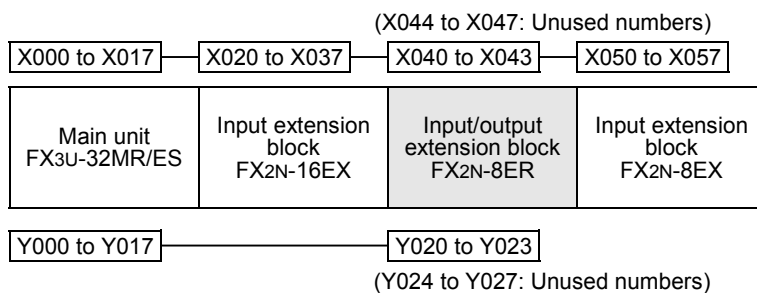 (X044 to X047: Unused numbers)
X000 to X017
X020 to X037
X040 to X043
X050 to X057
Main unit
FX3U-32MR/ES
Input extension
block
FX2N-16EX
Input/output
extension block
FX2N-8ER
Input extension
block
FX2N-8EX
Y000 to Y017
Y020 to Y023
(Y024 to Y027: Unused numbers)